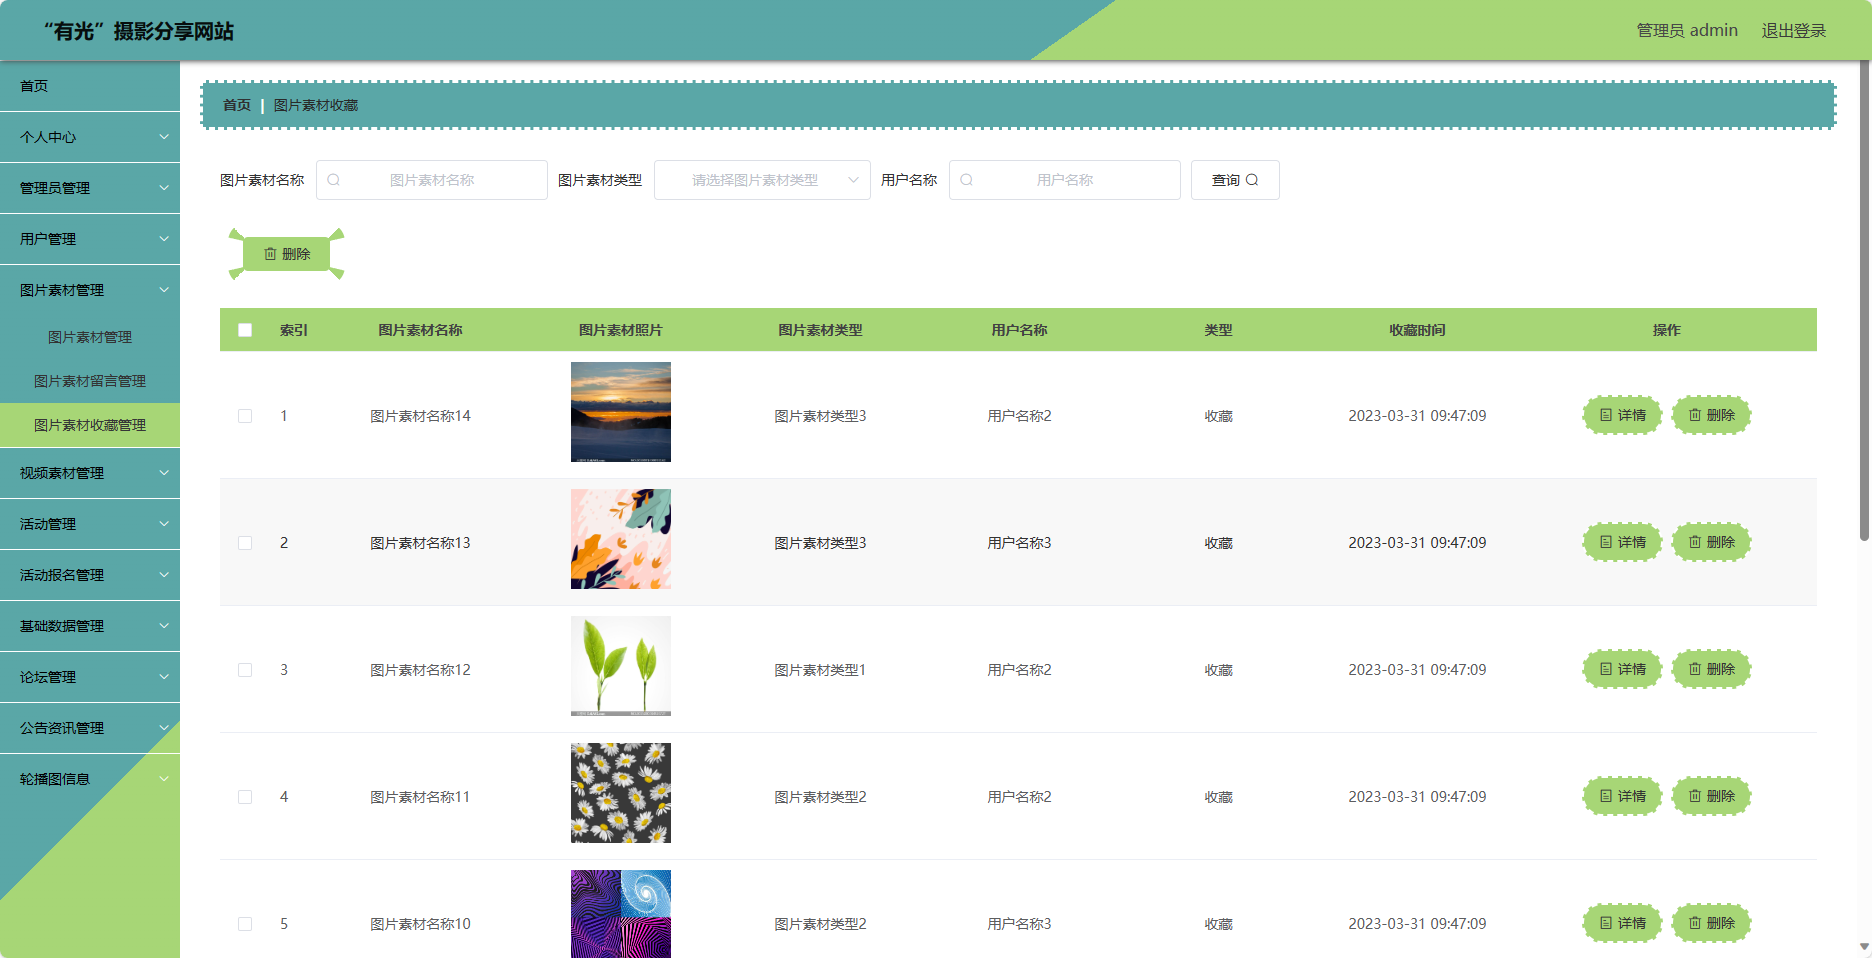 “有光”摄影分享网站
管理员 admin 退出登录
首页
个人中心
管理员管理
用户管理
图片素材管理
图片素材管理
图片素材留言管理
图片素材收藏管理
视频素材管理
活动管理
活动报名管理
基础数据管理
论坛管理
公告资讯管理
轮播图信息
首页 | 图片素材收藏
图片素材名称 图片素材名称 图片素材类型 请选择图片素材类型 用户名称 用户名称 查询
删除
索引 图片素材名称 图片素材照片 图片素材类型 用户名称 类型 收藏时间 操作
1 图片素材名称14 图片素材类型3 用户名称2 收藏 2023-03-31 09:47:09 详情 删除
2 图片素材名称13 图片素材类型3 用户名称3 收藏 2023-03-31 09:47:09 详情 删除
3 图片素材名称12 图片素材类型1 用户名称2 收藏 2023-03-31 09:47:09 详情 删除
4 图片素材名称11 图片素材类型2 用户名称2 收藏 2023-03-31 09:47:09 详情 删除
5 图片素材名称10 图片素材类型2 用户名称3 收藏 2023-03-31 09:47:09 详情 删除